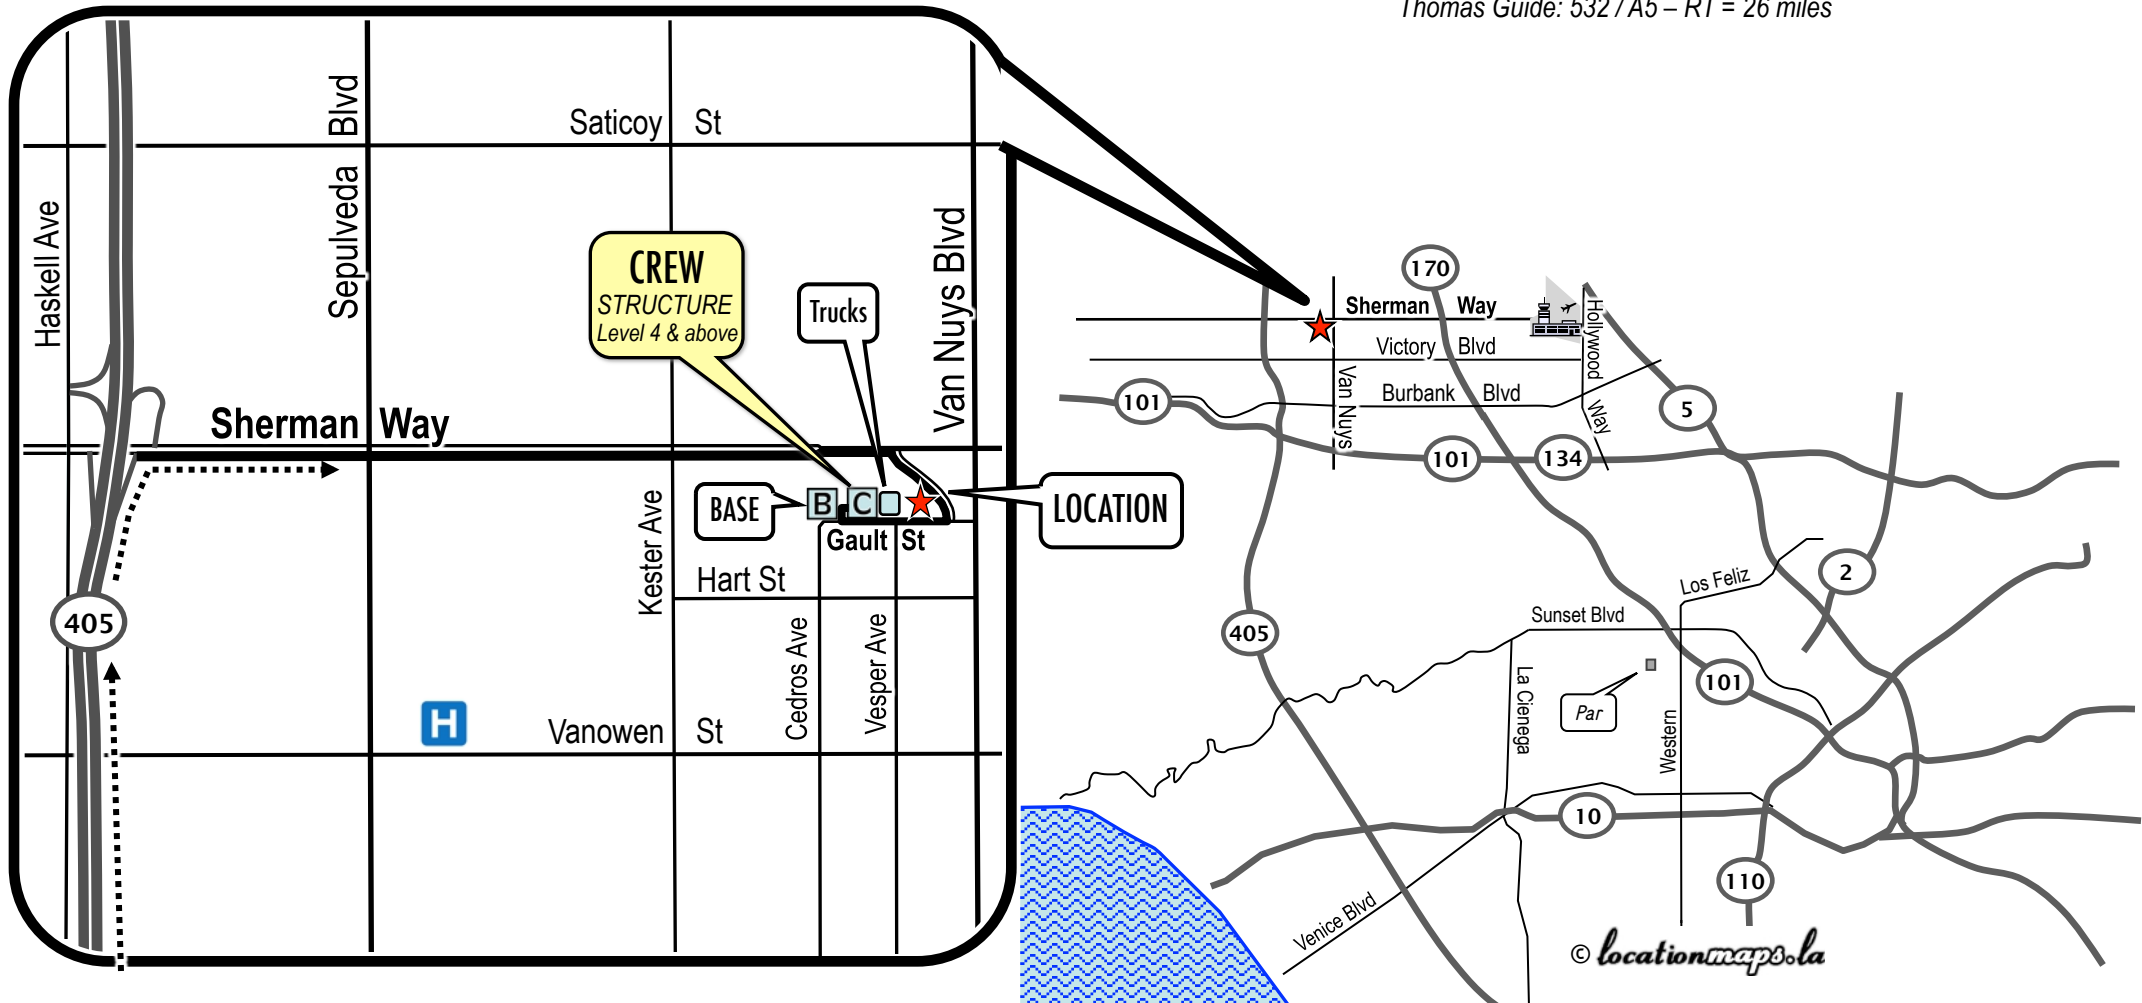 Thomas Guide: 532 / A5 – RT = 26 miles
Haskell Ave
Sepulveda Blvd
Saticoy St
Van Nuys Blvd
CREW
STRUCTURE
Level 4 & above
Trucks
Sherman Way
BASE
B
C
LOCATION
Gault St
Kester Ave
Hart St
405
Cedros Ave
Vesper Ave
H
Vanowen St
170
Sherman Way
Hollywood Way
Victory Blvd
Van Nuys
Burbank Blvd
101
5
101
134
2
Los Feliz
Sunset Blvd
405
La Cienega
Par
101
Western
10
110
Venice Blvd
© locationmaps.la